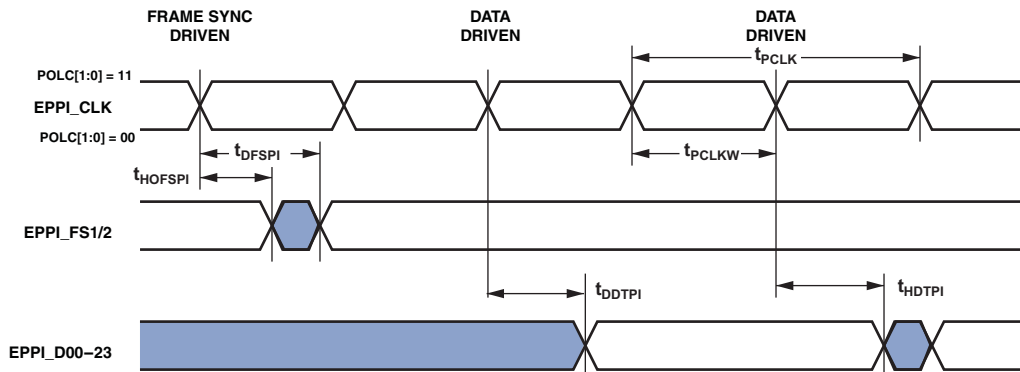 FRAME SYNC
DRIVEN
DATA
DRIVEN
DATA
DRIVEN
tPCLK
POLC[1:0] = 11
EPPI_CLK
POLC[1:0] = 00
tDFSPI
tPCLKW
tHOFSPI
EPPI_FS1/2
tDDTPI
tHDTPI
EPPI_D00–23